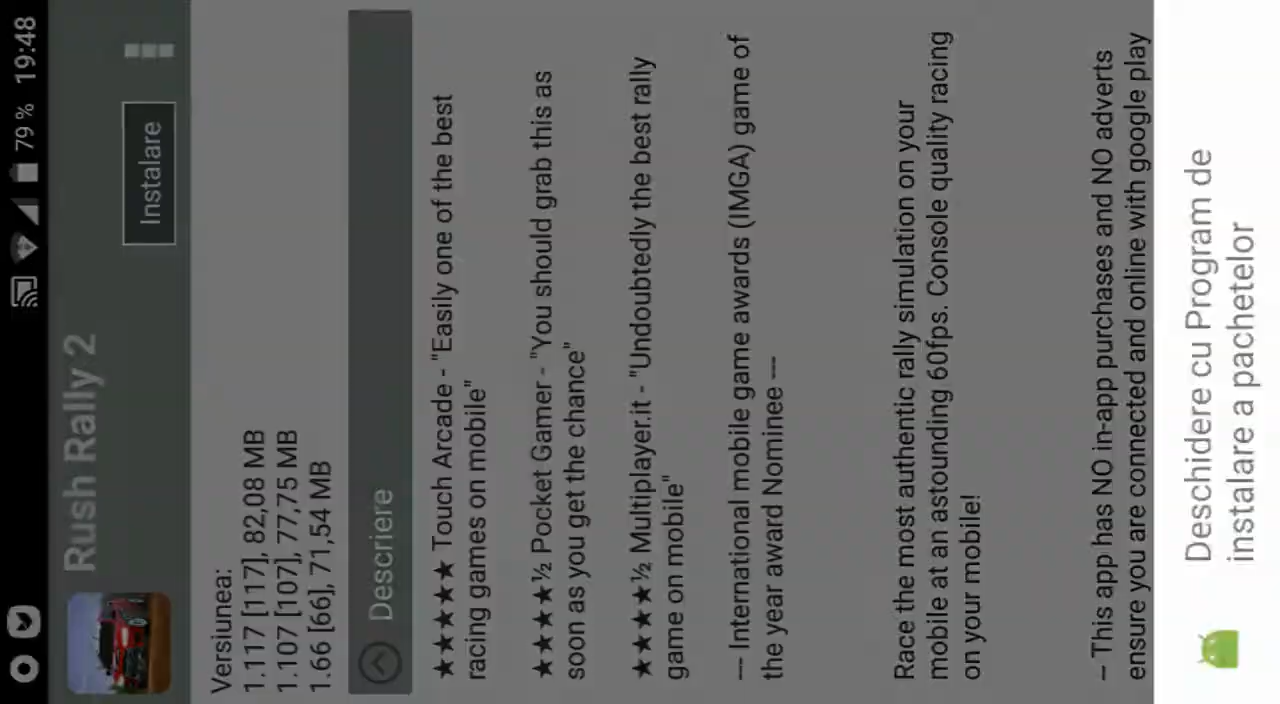 79 % 19:48
Rush Rally 2
Instalare
Versiunea:
1.117 [117], 82,08 MB
1.107 [107], 77,75 MB
1.66 [66], 71,54 MB
Descriere
★★★★★ Touch Arcade - "Easily one of the best
racing games on mobile"
★★★★½ Pocket Gamer - "You should grab this as
soon as you get the chance"
★★★★½ Multiplayer.it - "Undoubtedly the best rally
game on mobile"
--- International mobile game awards (IMGA) game of
the year award Nominee ---
Race the most authentic rally simulation on your
mobile at an astounding 60fps. Console quality racing
on your mobile!
– This app has NO in-app purchases and NO adverts
ensure you are connected and online with google play
Deschidere cu Program de
instalare a pachetelor